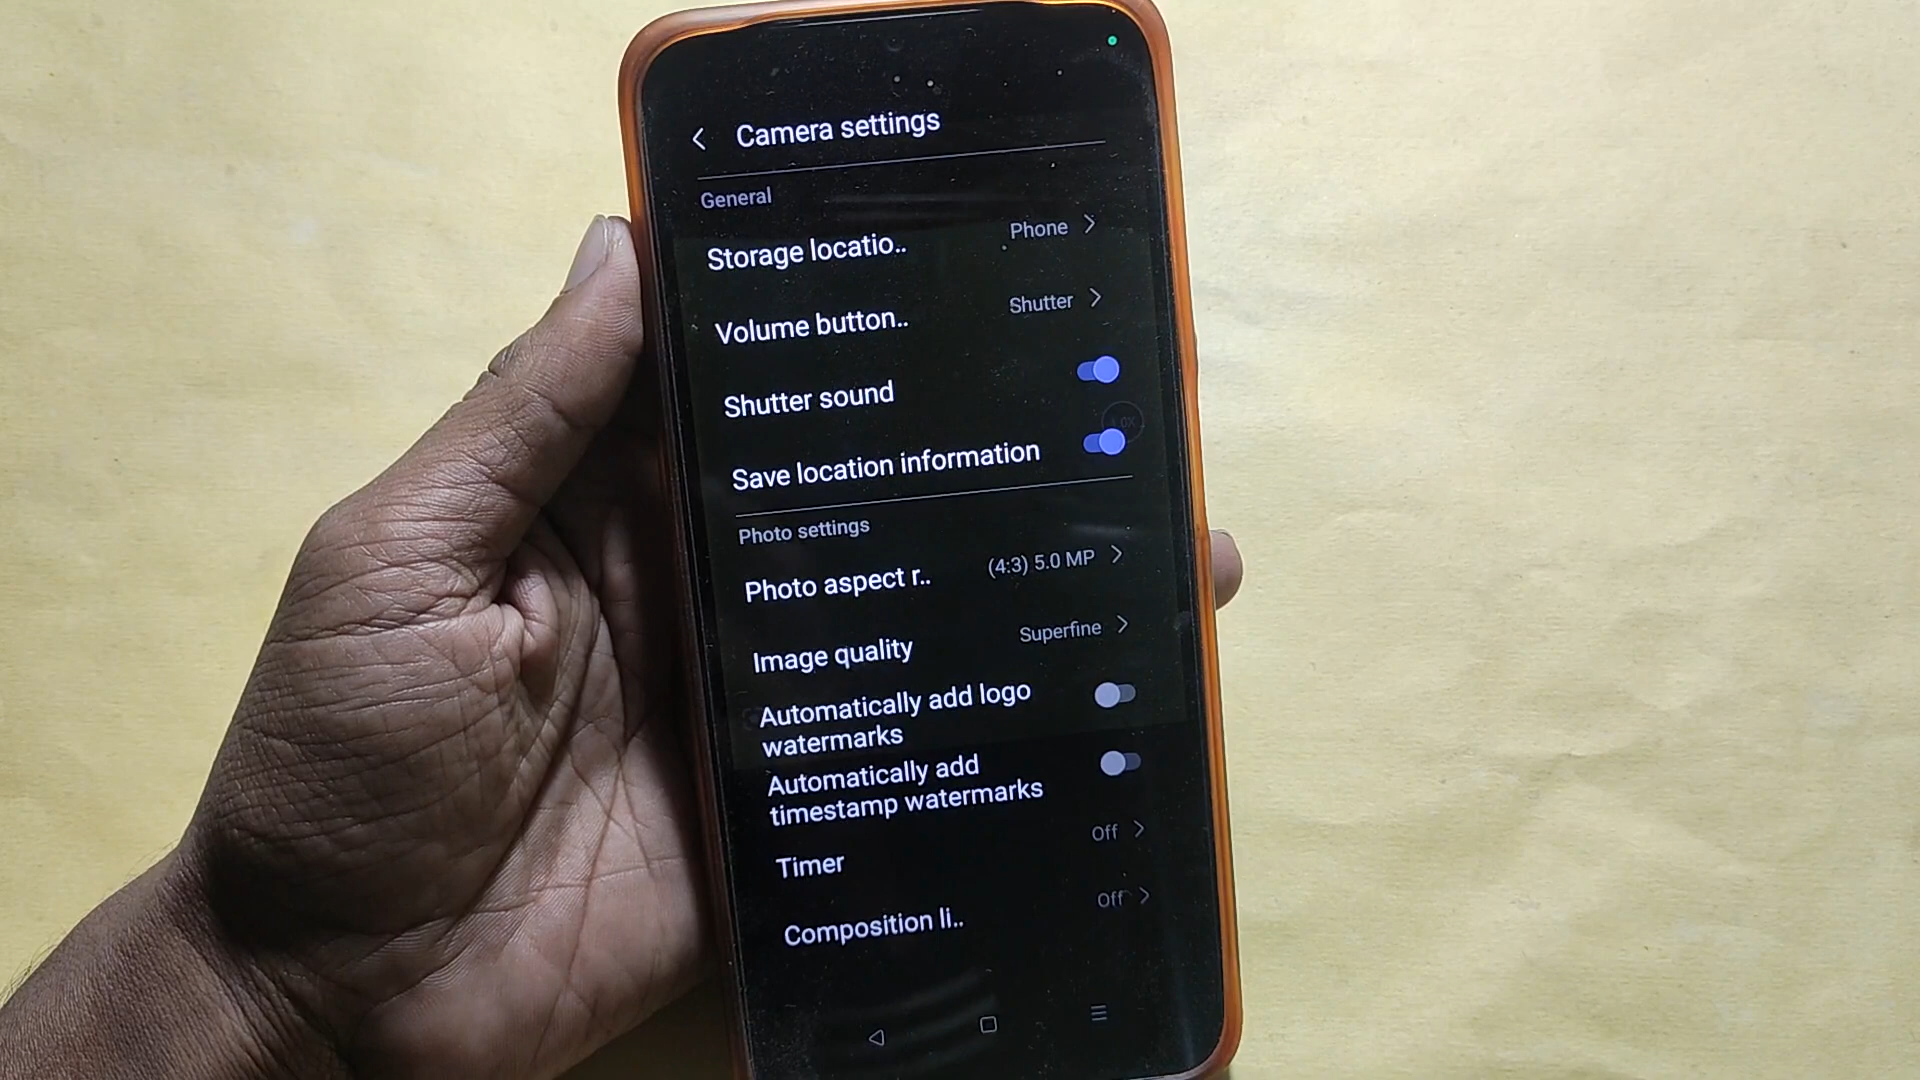 Camera settings
General
Storage locatio.. Phone
Volume button.. Shutter
Shutter sound
Save location information
Photo settings
Photo aspect r.. (4:3) 5.0 MP
Image quality Superfine
Automatically add logo
watermarks
Automatically add
timestamp watermarks
Timer Off
Composition li.. Off